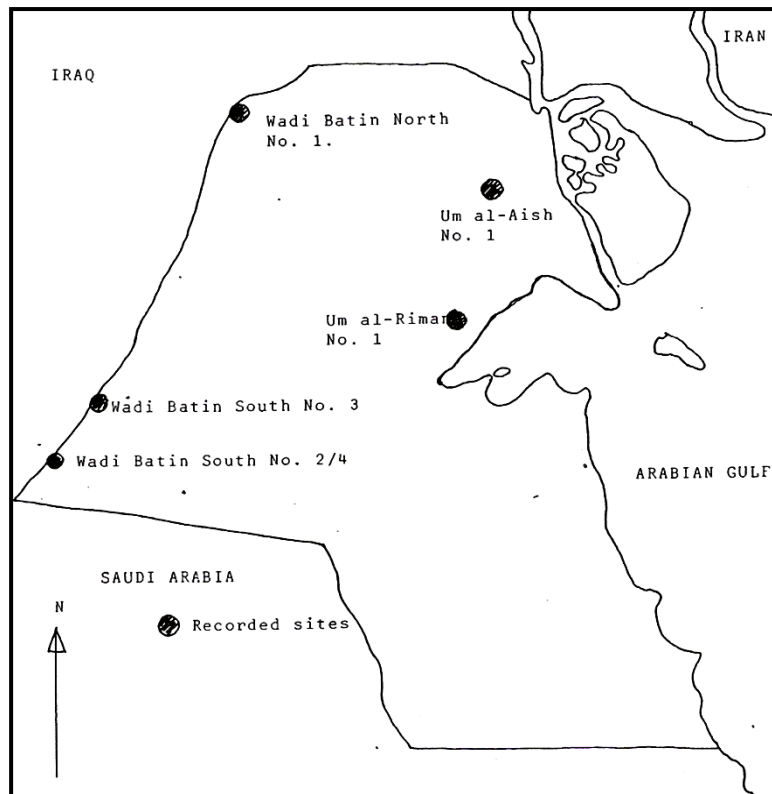 IRAN
IRAQ
Wadi Batin North
No. 1.
Um al-Aish
No. 1
Um al-Riman
No. 1
Wadi Batin South No. 3
Wadi Batin South No. 2/4
ARABIAN GULF
SAUDI ARABIA
N
Recorded sites